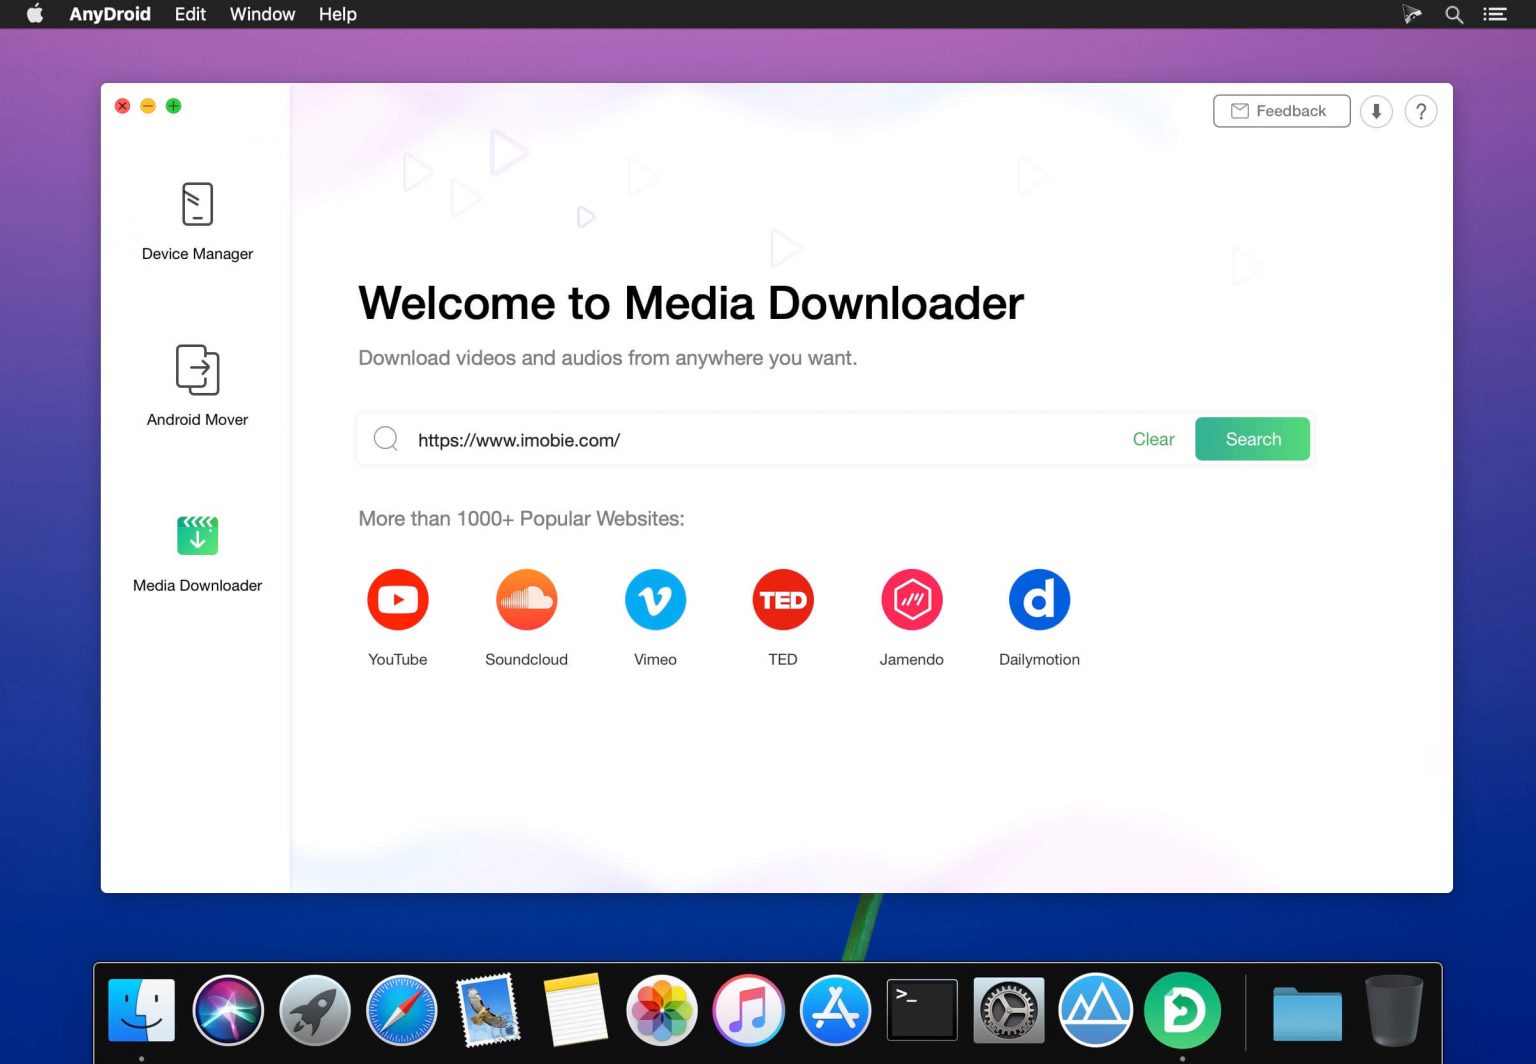 AnyDroid Edit Window Help
Feedback
?
Device Manager
Android Mover
Media Downloader
Welcome to Media Downloader
Download videos and audios from anywhere you want.
https://www.imobie.com/ Clear Search
More than 1000+ Popular Websites:
TED
d
YouTube Soundcloud Vimeo TED Jamendo Dailymotion
>_